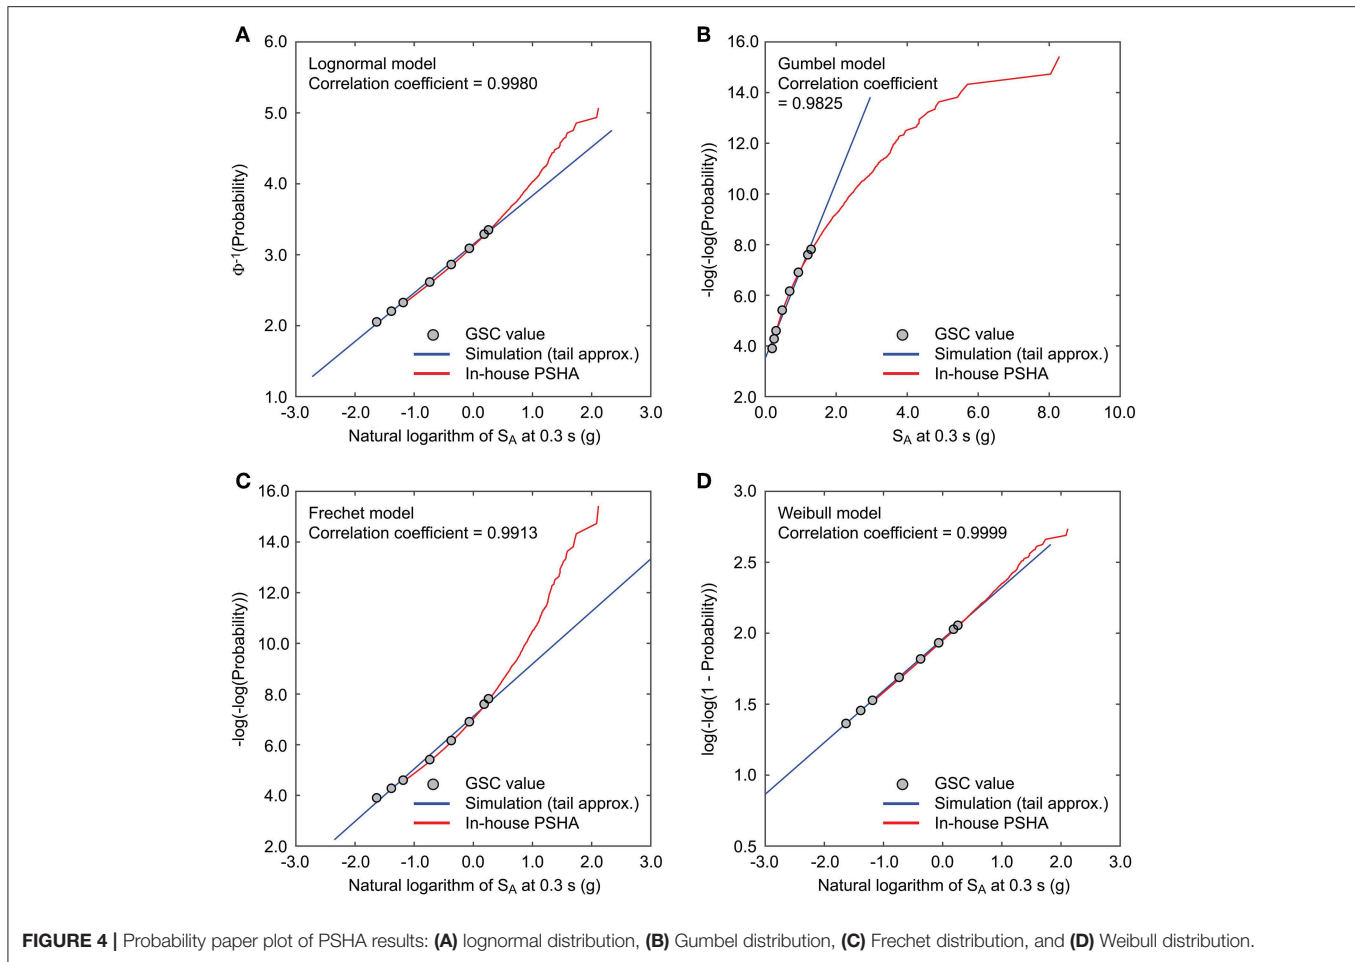 A
6.0
5.0
4.0
3.0
2.0
1.0
Φ-1(Probability)
Lognormal model
Correlation coefficient = 0.9980
GSC value
Simulation (tail approx.)
In-house PSHA
-3.0 -2.0 -1.0 0.0 1.0 2.0 3.0
Natural logarithm of SA at 0.3 s (g)
B
16.0
14.0
12.0
10.0
8.0
6.0
4.0
2.0
-log(-log(Probability))
Gumbel model
Correlation coefficient
= 0.9825
GSC value
Simulation (tail approx.)
In-house PSHA
0.0 2.0 4.0 6.0 8.0 10.0
SA at 0.3 s (g)
C
16.0
14.0
12.0
10.0
8.0
6.0
4.0
2.0
-log(-log(Probability))
Frechet model
Correlation coefficient = 0.9913
GSC value
Simulation (tail approx.)
In-house PSHA
-3.0 -2.0 -1.0 0.0 1.0 2.0 3.0
Natural logarithm of SA at 0.3 s (g)
D
3.0
2.5
2.0
1.5
1.0
0.5
log(-log(1 - Probability))
Weibull model
Correlation coefficient = 0.9999
GSC value
Simulation (tail approx.)
In-house PSHA
-3.0 -2.0 -1.0 0.0 1.0 2.0 3.0
Natural logarithm of SA at 0.3 s (g)
FIGURE 4 | Probability paper plot of PSHA results: (A) lognormal distribution, (B) Gumbel distribution, (C) Frechet distribution, and (D) Weibull distribution.